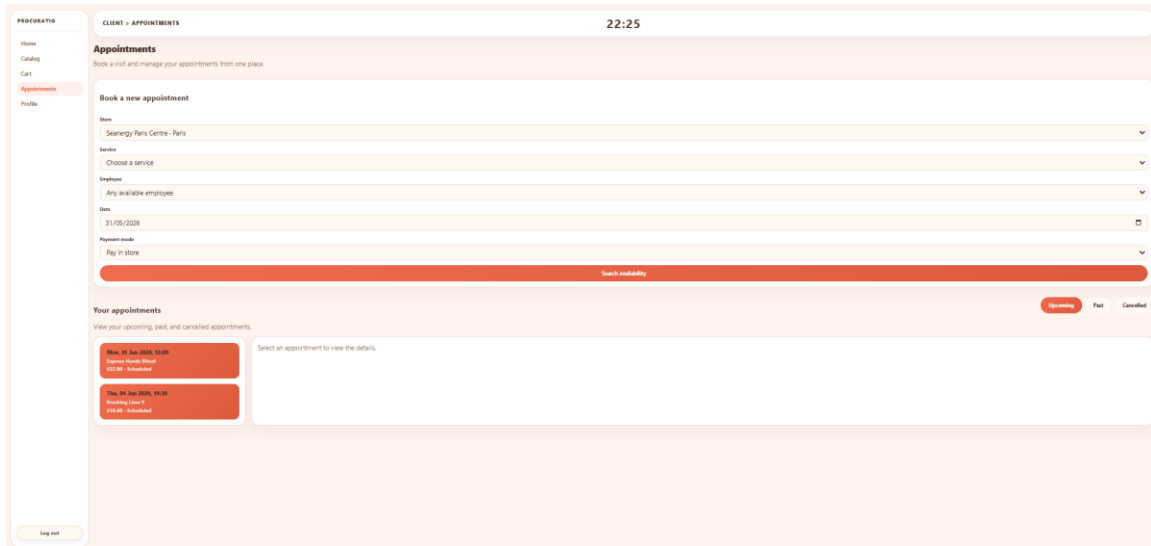 PROCURATIO
Home
Catalog
Cart
Appointments
Profile
Log out
CLIENT > APPOINTMENTS
22:25
Appointments
Book a visit and manage your appointments from one place.
Book a new appointment
Store
Seanergy Paris Centre - Paris
Service
Choose a service
Employee
Any available employee
Date
31/05/2026
Payment mode
Pay in store
Search availability
Your appointments
View your upcoming, past, and cancelled appointments.
Upcoming
Past
Cancelled
Mon, 01 Jun 2026, 12:00
Express Hands Ritual
£23.00 - Scheduled
Thu, 04 Jun 2026, 14:30
Brushing
- Scheduled
Select an appointment to view the details.